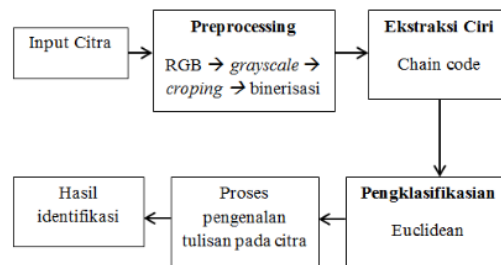 Input Citra
Preprocessing
RGB → grayscale →
croping → binerisasi
Ekstraksi Ciri
Chain code
Pengklasifikasian
Euclidean
Proses
pengenalan
tulisan pada citra
Hasil
identifikasi